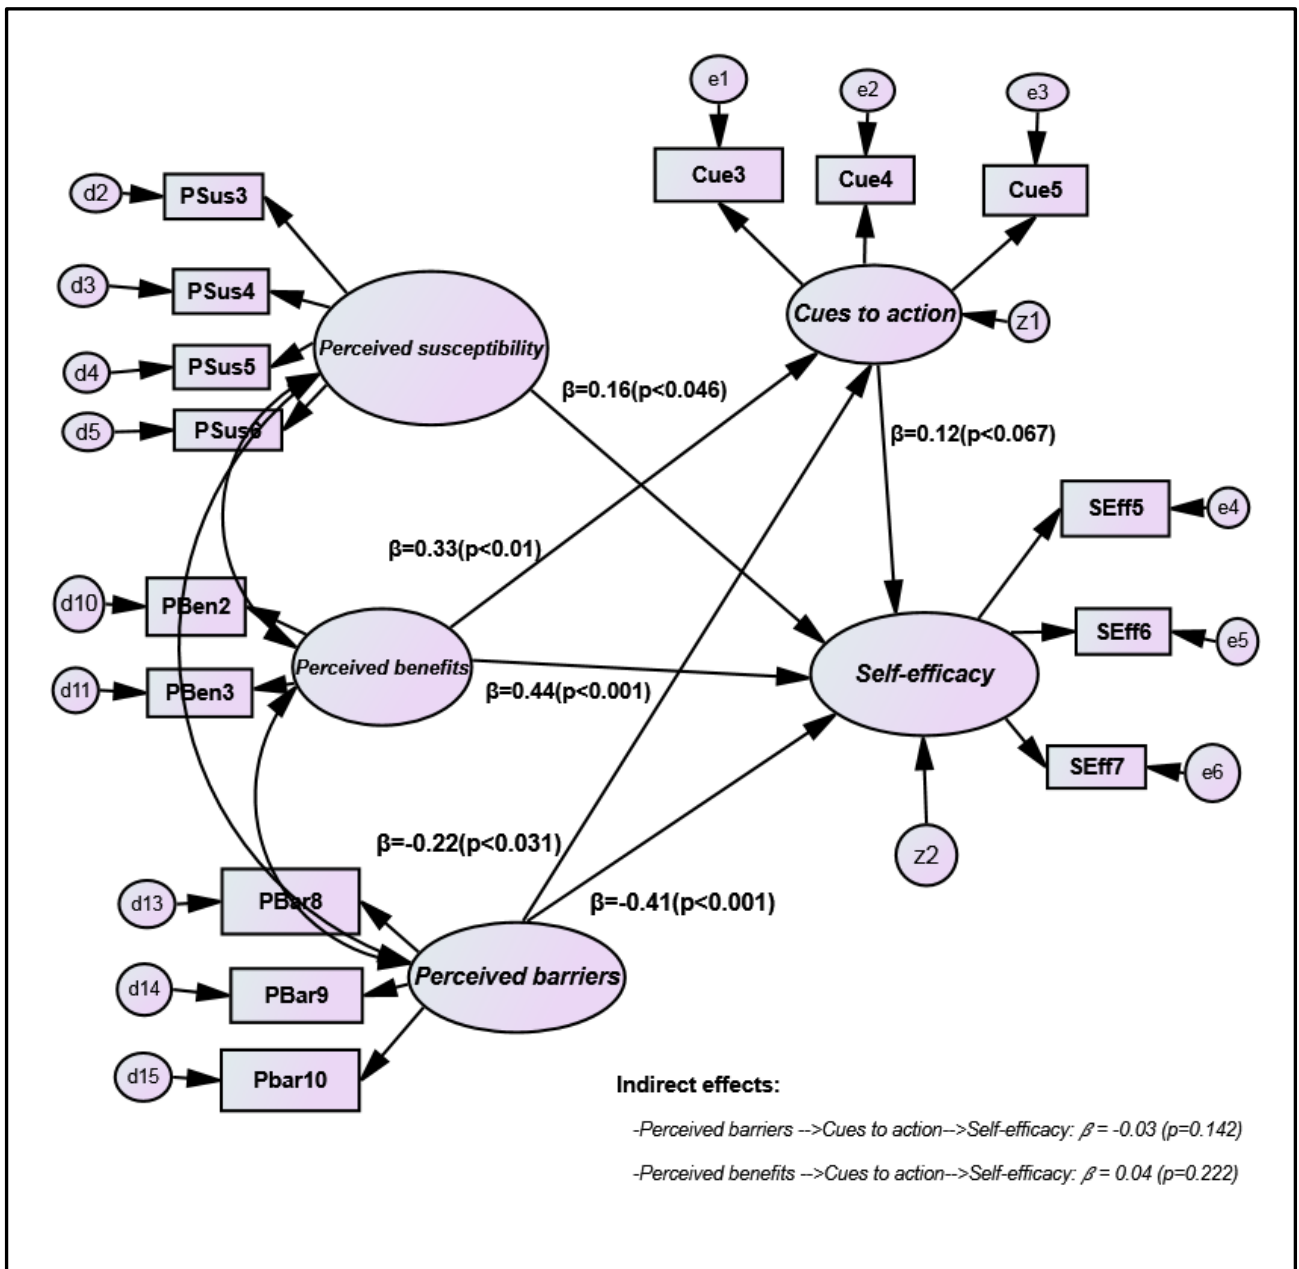 e1
e2
e3
Cue3
Cue4
Cue5
d2
PSus3
d3
PSus4
Cues to action
z1
Perceived susceptibility
d4
PSus5
β=0.16(p<0.046)
d5
PSus6
β=0.12(p<0.067)
SEff5
e4
β=0.33(p<0.01)
d10
PBen2
SEff6
e5
Perceived benefits
Self-efficacy
d11
PBen3
β=0.44(p<0.001)
SEff7
e6
β=-0.22(p<0.031)
z2
d13
PBar8
β=-0.41(p<0.001)
Perceived barriers
d14
PBar9
d15
Pbar10
Indirect effects:
-Perceived barriers -->Cues to action-->Self-efficacy: β = -0.03 (p=0.142)
-Perceived benefits -->Cues to action-->Self-efficacy: β = 0.04 (p=0.222)